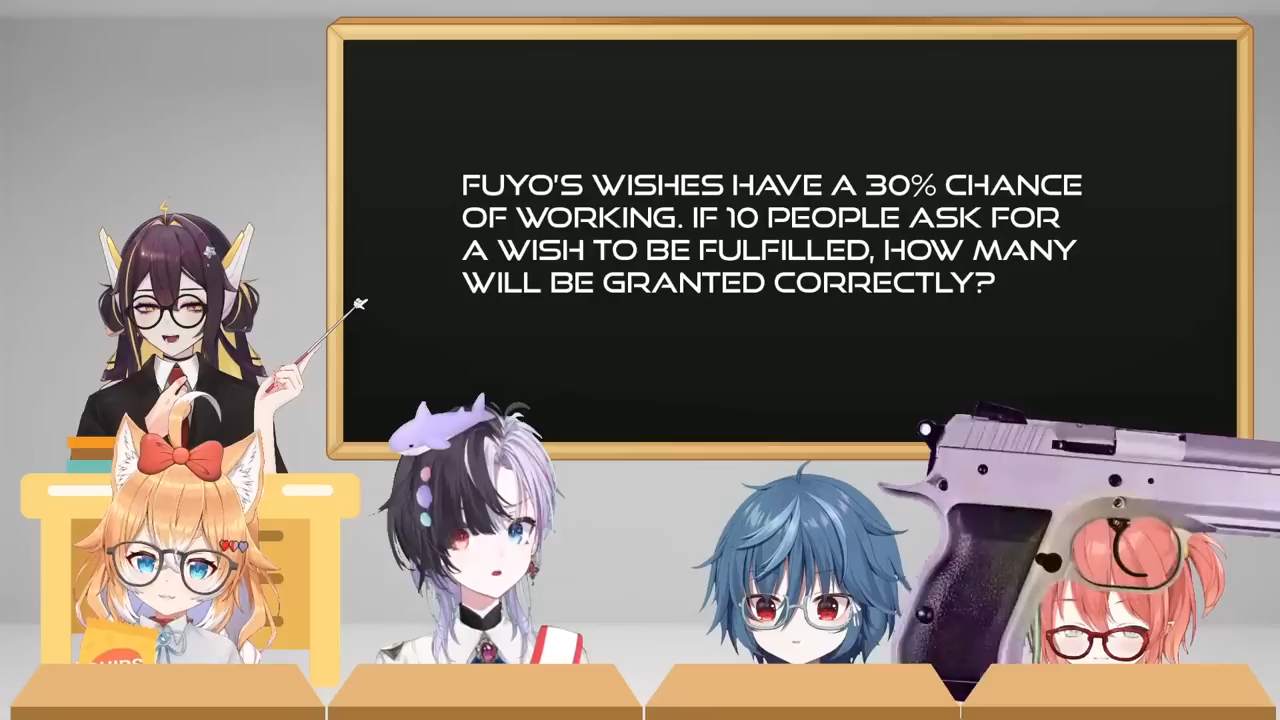 FUYO'S WISHES HAVE A 30% CHANCE
OF WORKING. IF 10 PEOPLE ASK FOR
A WISH TO BE FULFILLED, HOW MANY
WILL BE GRANTED CORRECTLY?